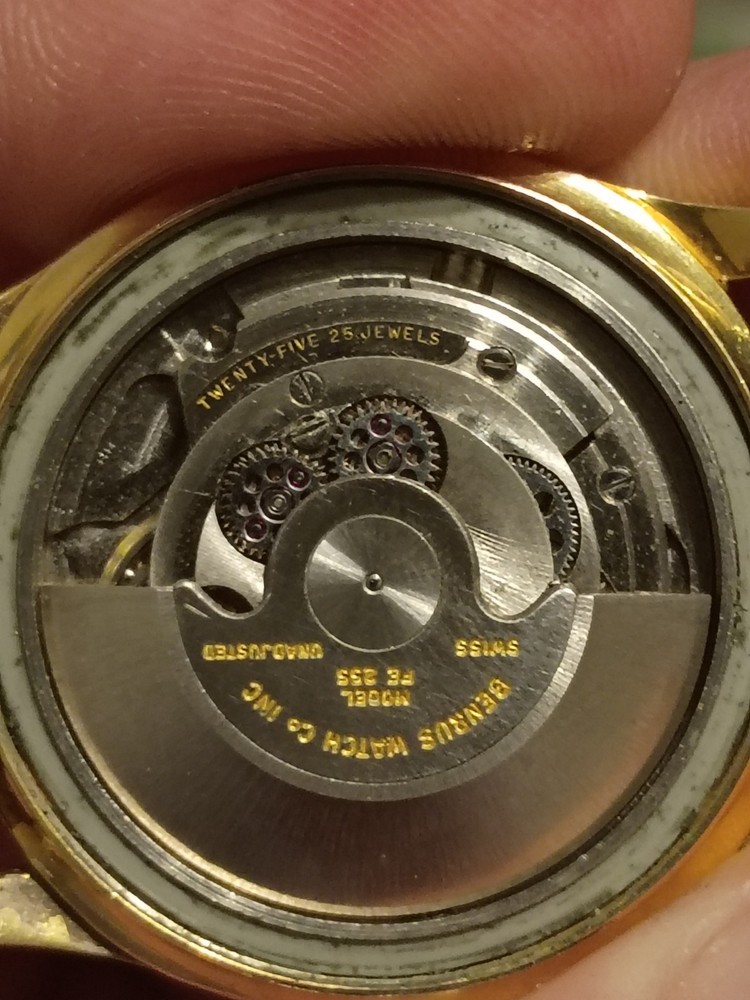 TWENTY-FIVE 25 JEWELS
BENRUS WATCH Co INC
MODEL
FE 255
SWISS
UNADJUSTED